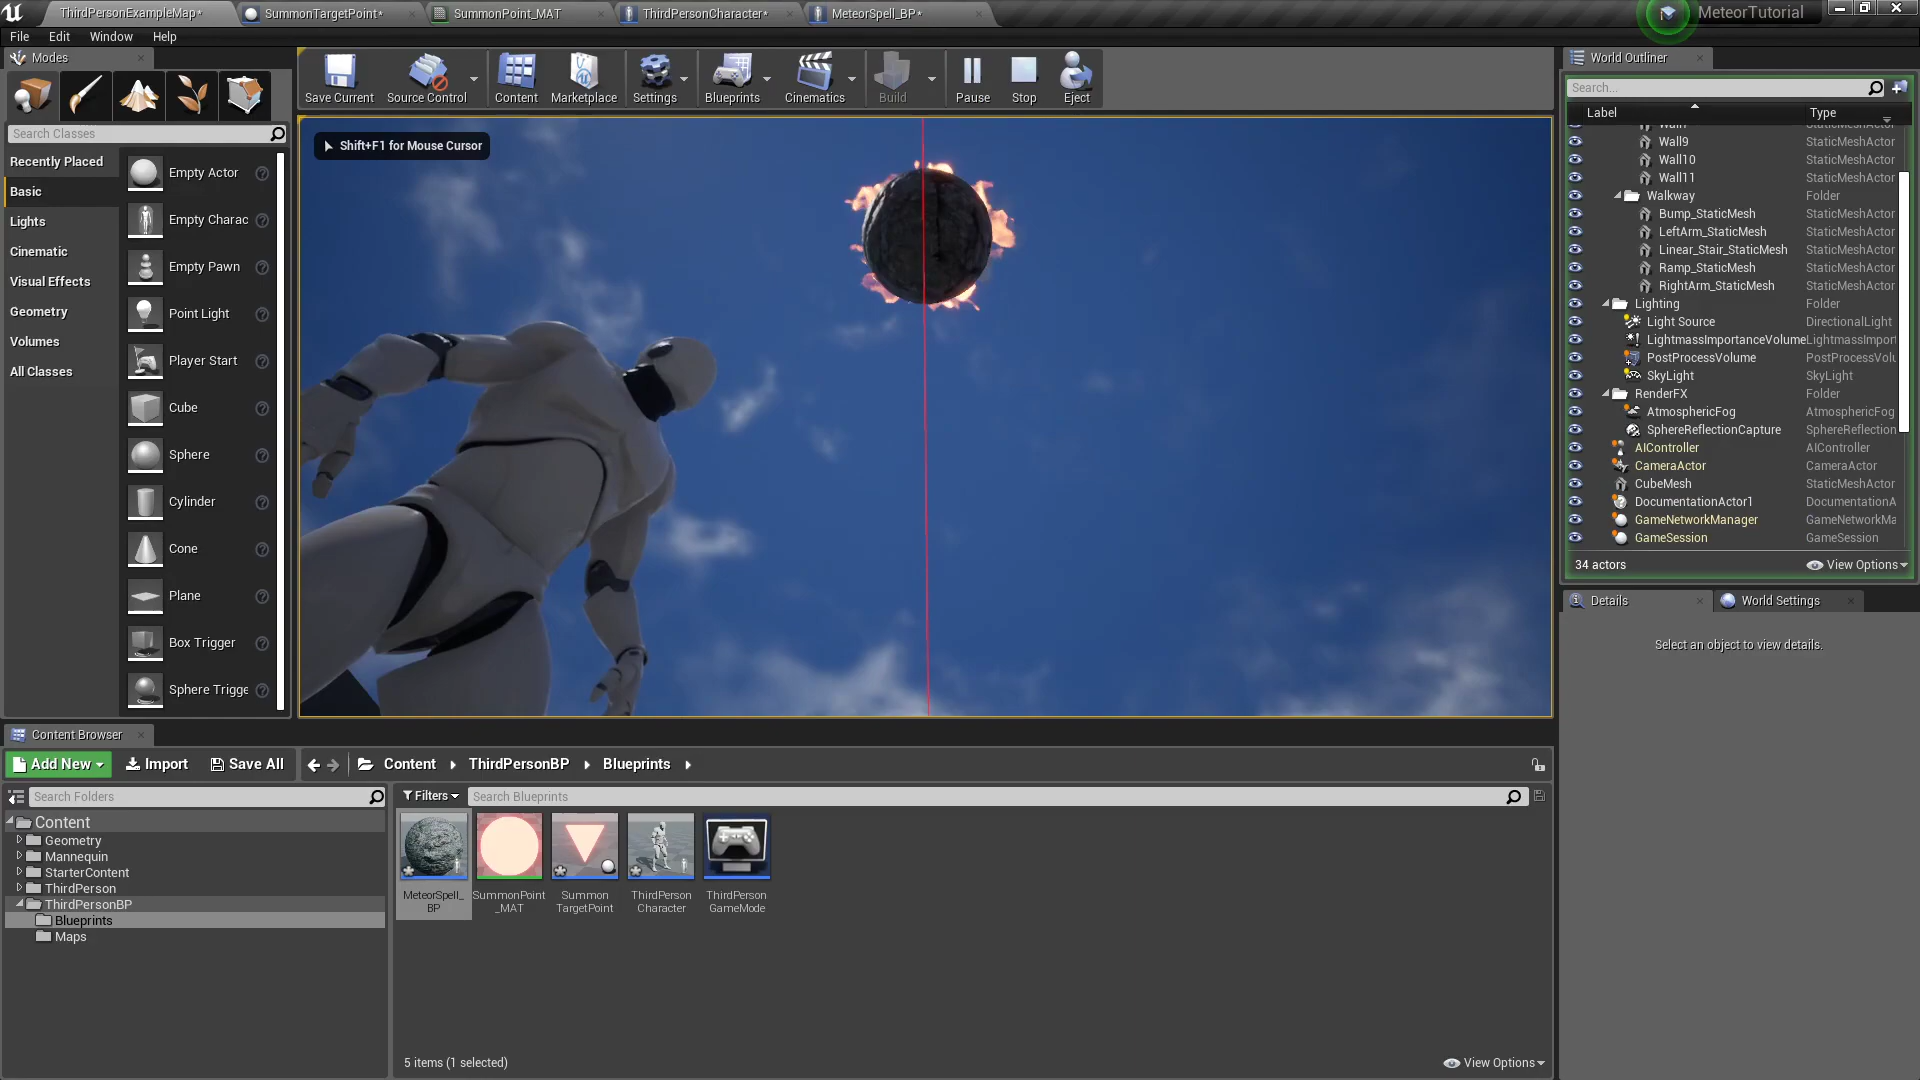 ThirdPersonExampleMap*
SummonTargetPoint*
SummonPoint_MAT
ThirdPersonCharacter*
MeteorSpell_BP*
MeteorTutorial
File Edit Window Help
Modes
Search Classes
Recently Placed
Basic
Lights
Cinematic
Visual Effects
Geometry
Volumes
All Classes
Empty Actor
Empty Charac
Empty Pawn
Point Light
Player Start
Cube
Sphere
Cylinder
Cone
Plane
Box Trigger
Sphere Trigge
Save Current Source Control Content Marketplace Settings Blueprints Cinematics Build Pause Stop Eject
Shift+F1 for Mouse Cursor
World Outliner
Search...
Label Type
StaticMeshActor
Wall9 StaticMeshActor
Wall10 StaticMeshActor
Wall11 StaticMeshActor
Walkway Folder
Bump_StaticMesh StaticMeshActor
LeftArm_StaticMesh StaticMeshActor
Linear_Stair_StaticMesh StaticMeshActor
Ramp_StaticMesh StaticMeshActor
RightArm_StaticMesh StaticMeshActor
Lighting Folder
Light Source DirectionalLight
LightmassImportanceVolume LightmassImport
PostProcessVolume PostProcessVolu
SkyLight SkyLight
RenderFX Folder
AtmosphericFog AtmosphericFog
SphereReflectionCapture SphereReflection
AIController AIController
CameraActor CameraActor
CubeMesh StaticMeshActor
DocumentationActor1 DocumentationA
GameNetworkManager GameNetworkMa
GameSession GameSession
34 actors View Options
Details World Settings
Select an object to view details.
Content Browser
Add New Import Save All Content ThirdPersonBP Blueprints
Search Folders
Content
Geometry
Mannequin
StarterContent
ThirdPerson
ThirdPersonBP
Blueprints
Maps
Filters Search Blueprints
MeteorSpell_
BP
SummonPoint
_MAT
Summon
TargetPoint
ThirdPerson
Character
ThirdPerson
GameMode
5 items (1 selected) View Options